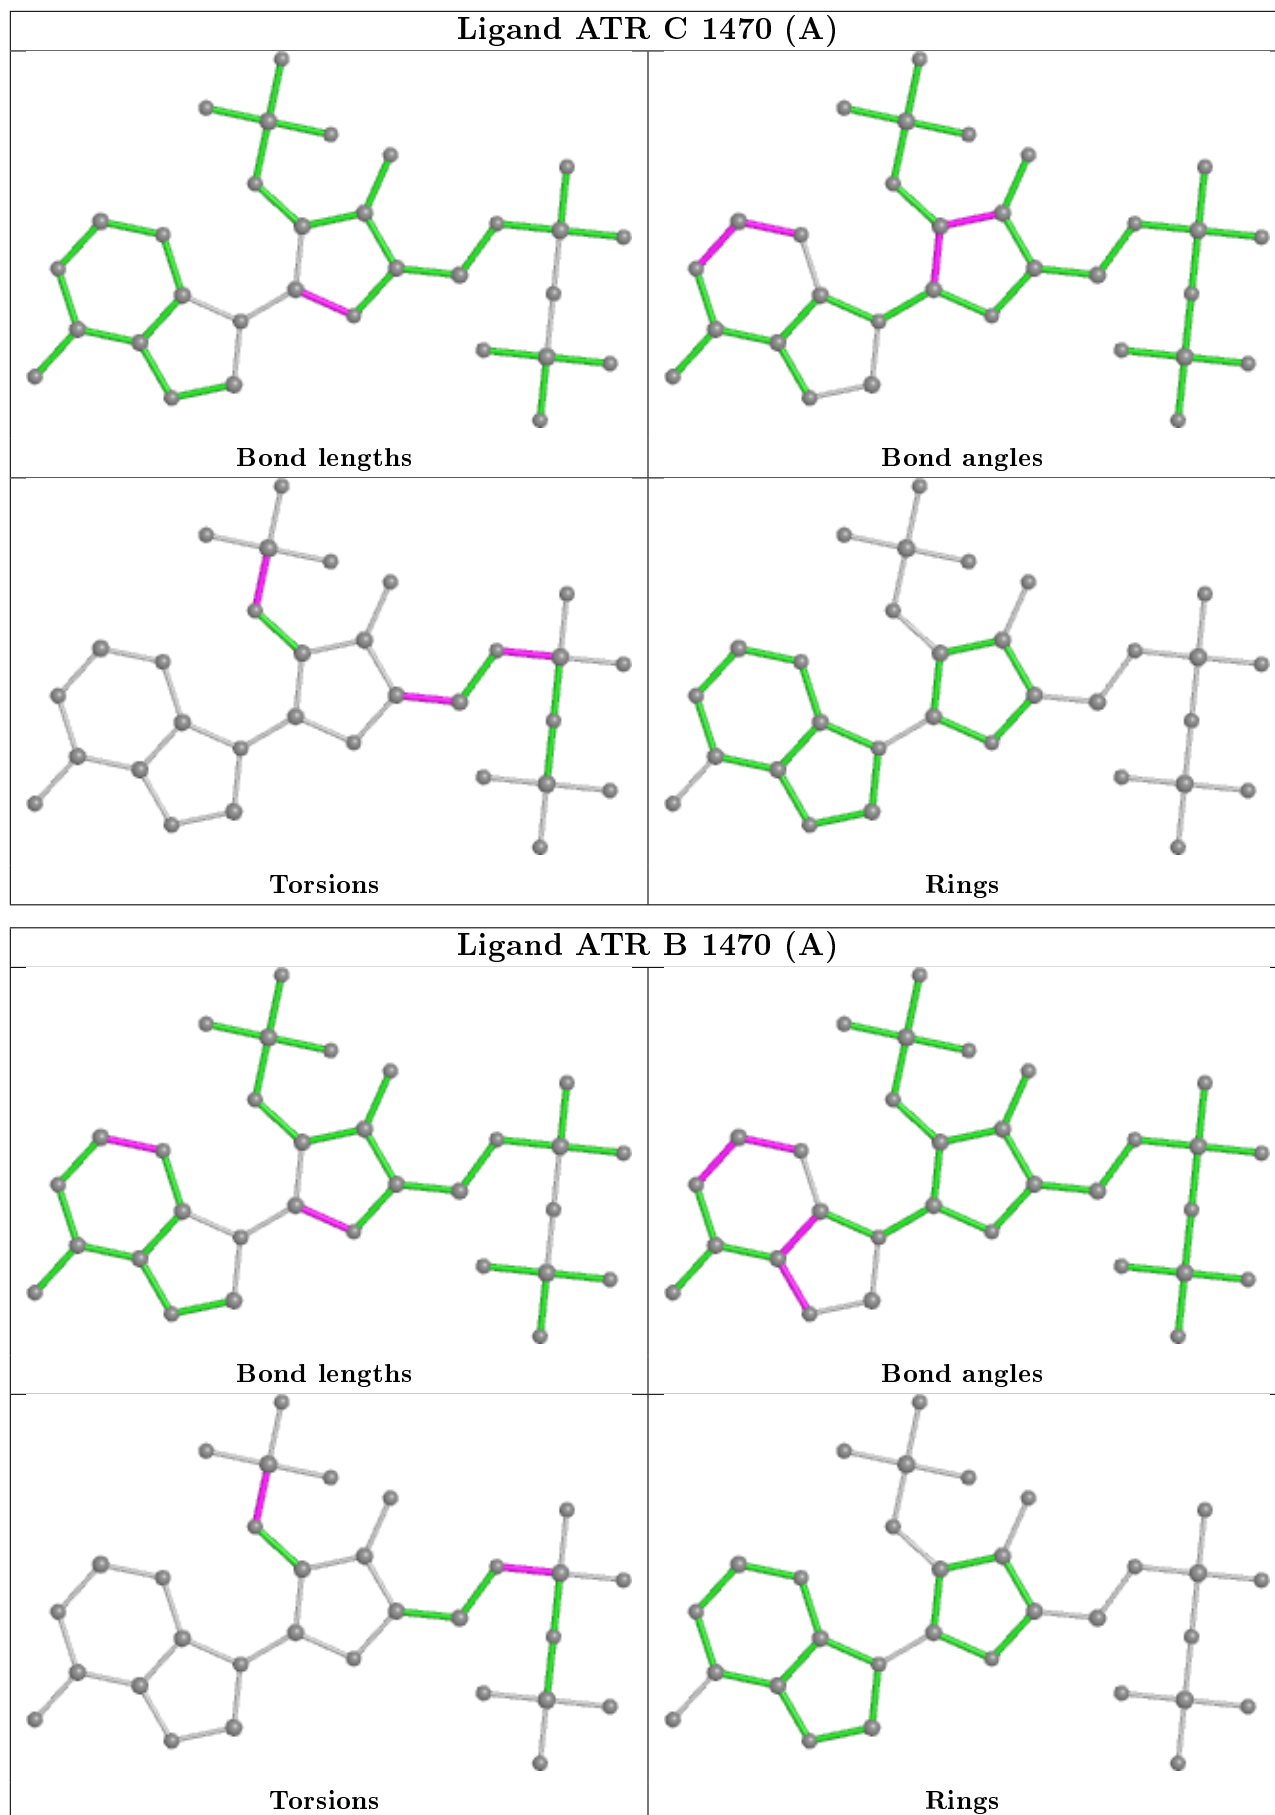 Ligand ATR C 1470 (A)
Bond lengths
Bond angles
Torsions
Rings
Ligand ATR B 1470 (A)
Bond lengths
Bond angles
Torsions
Rings